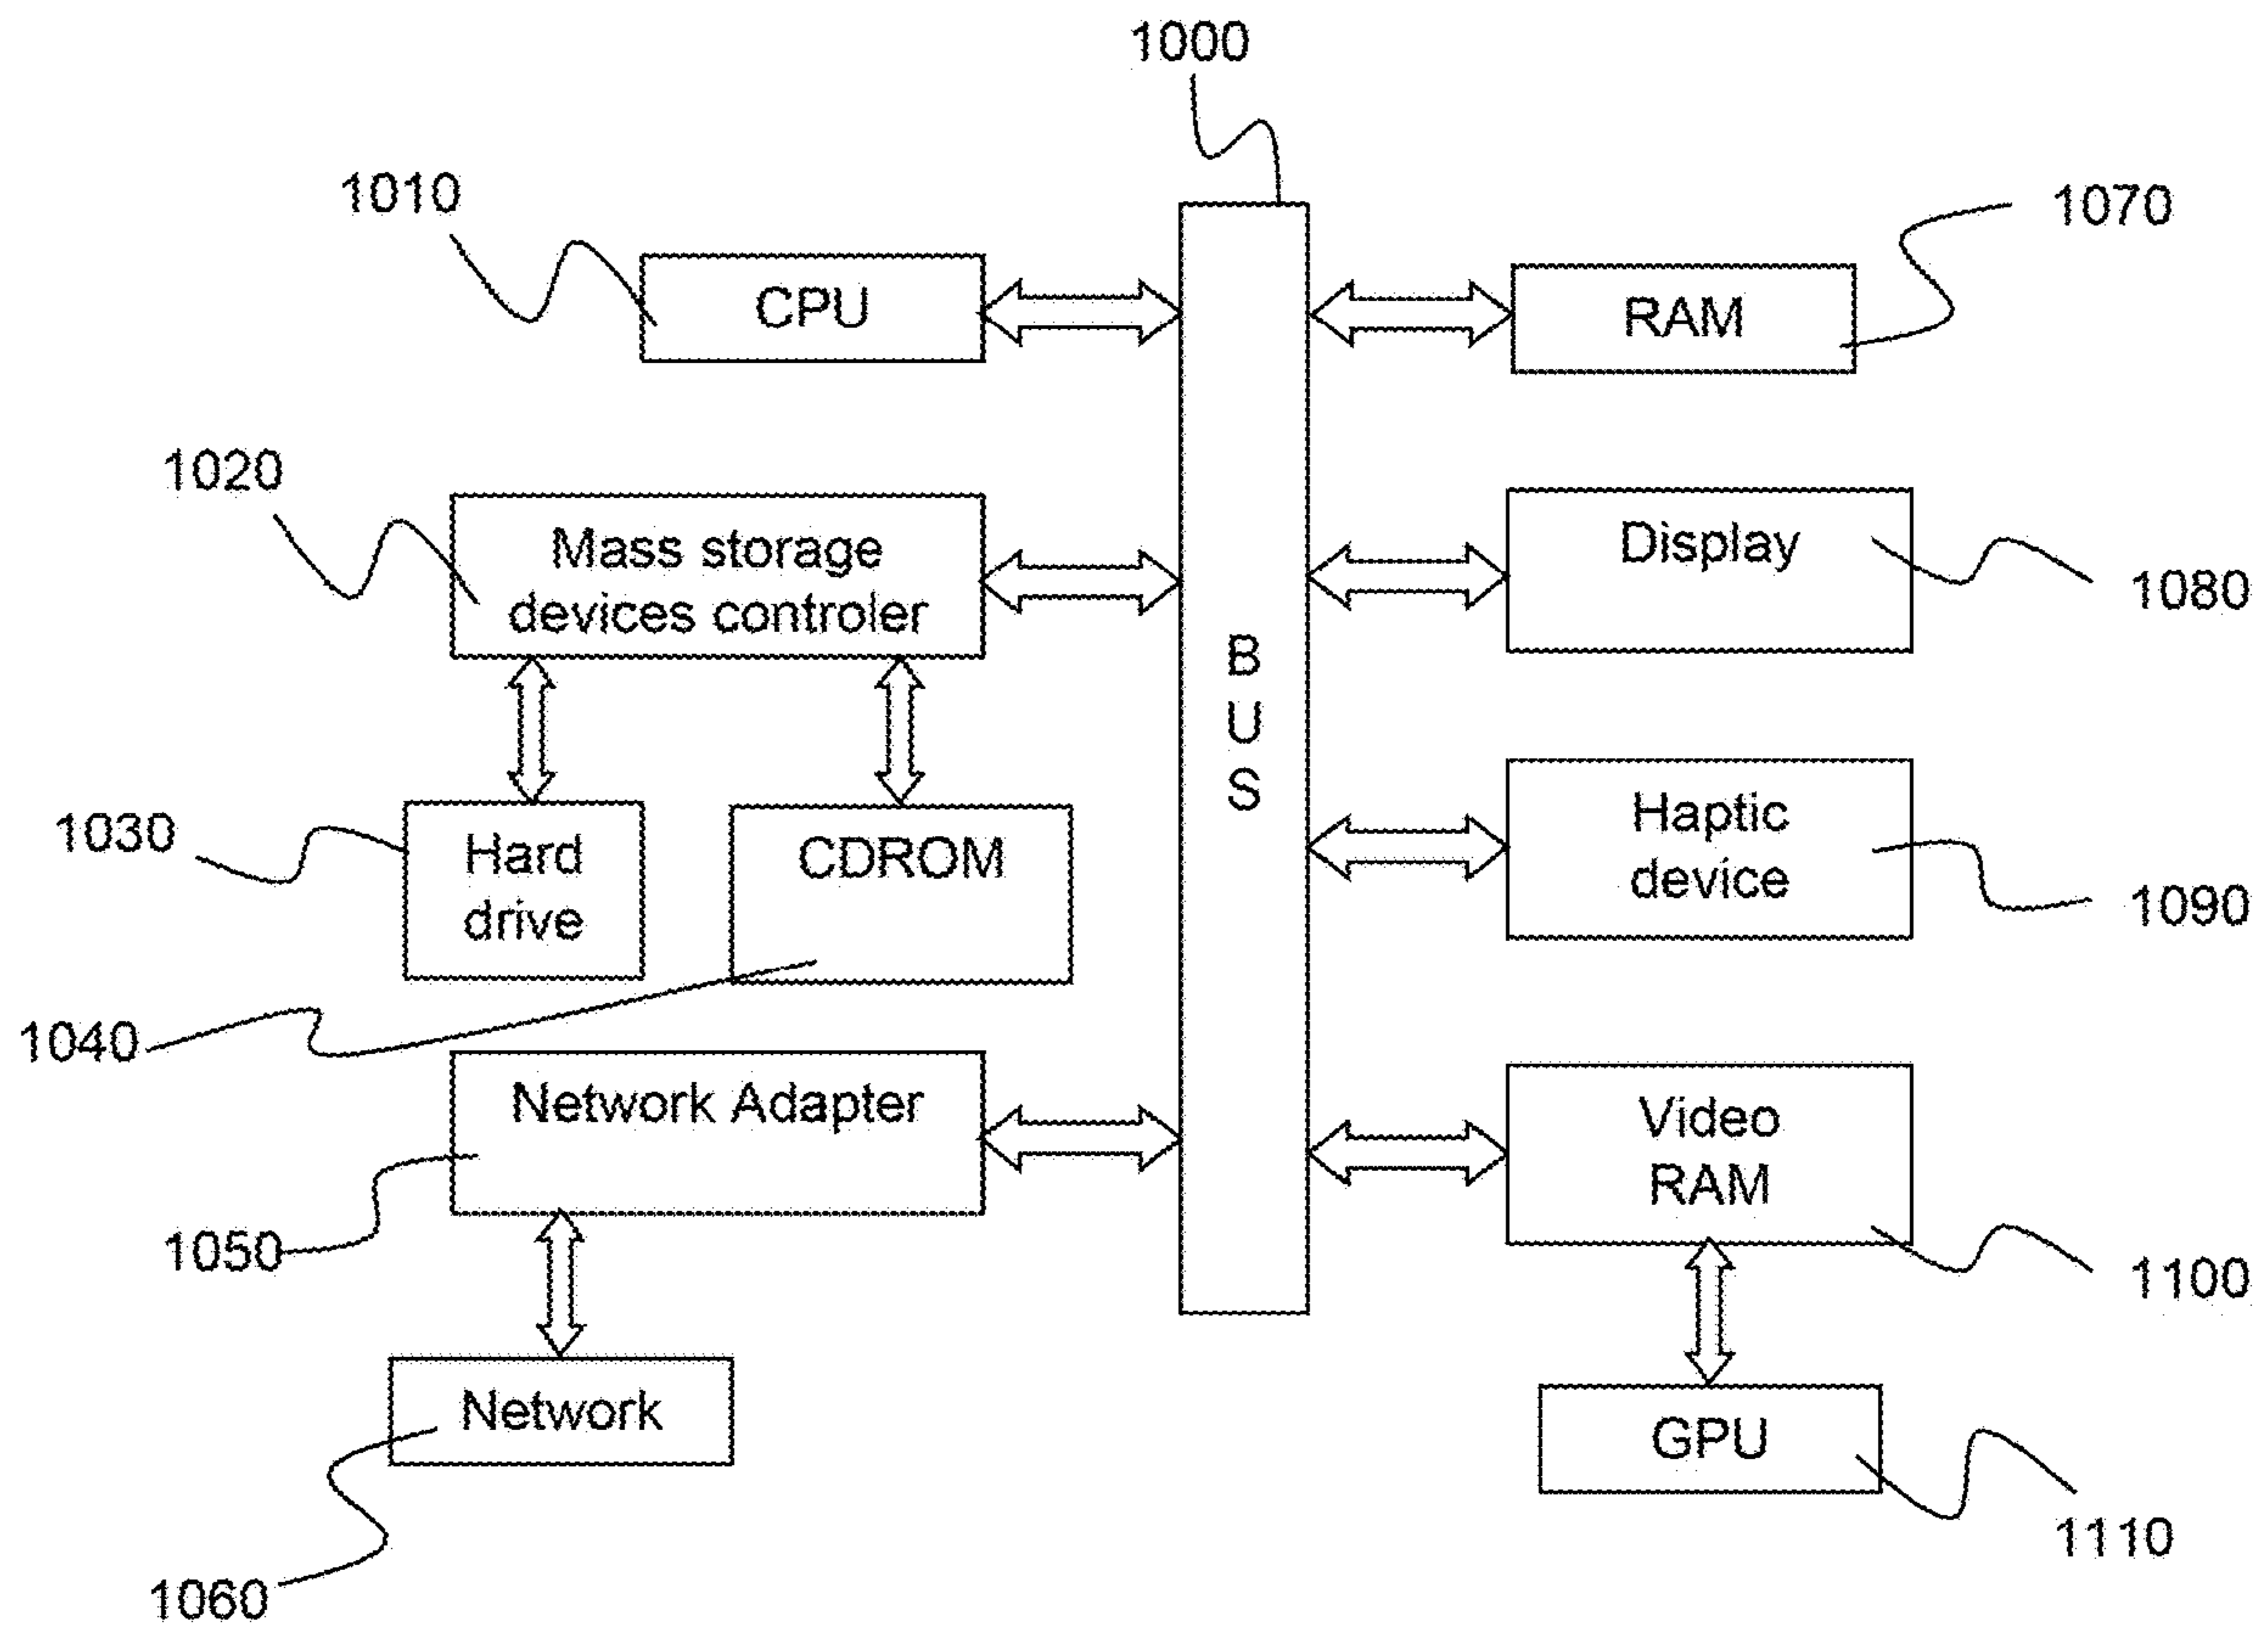 1000
1010
CPU
1070
RAM
1020
Mass storage
devices controler
Display
1080
B
U
S
1030
Hard
drive
CDROM
Haptic
device
1090
1040
Network Adapter
1050
Video
RAM
1100
Network
1060
GPU
1110